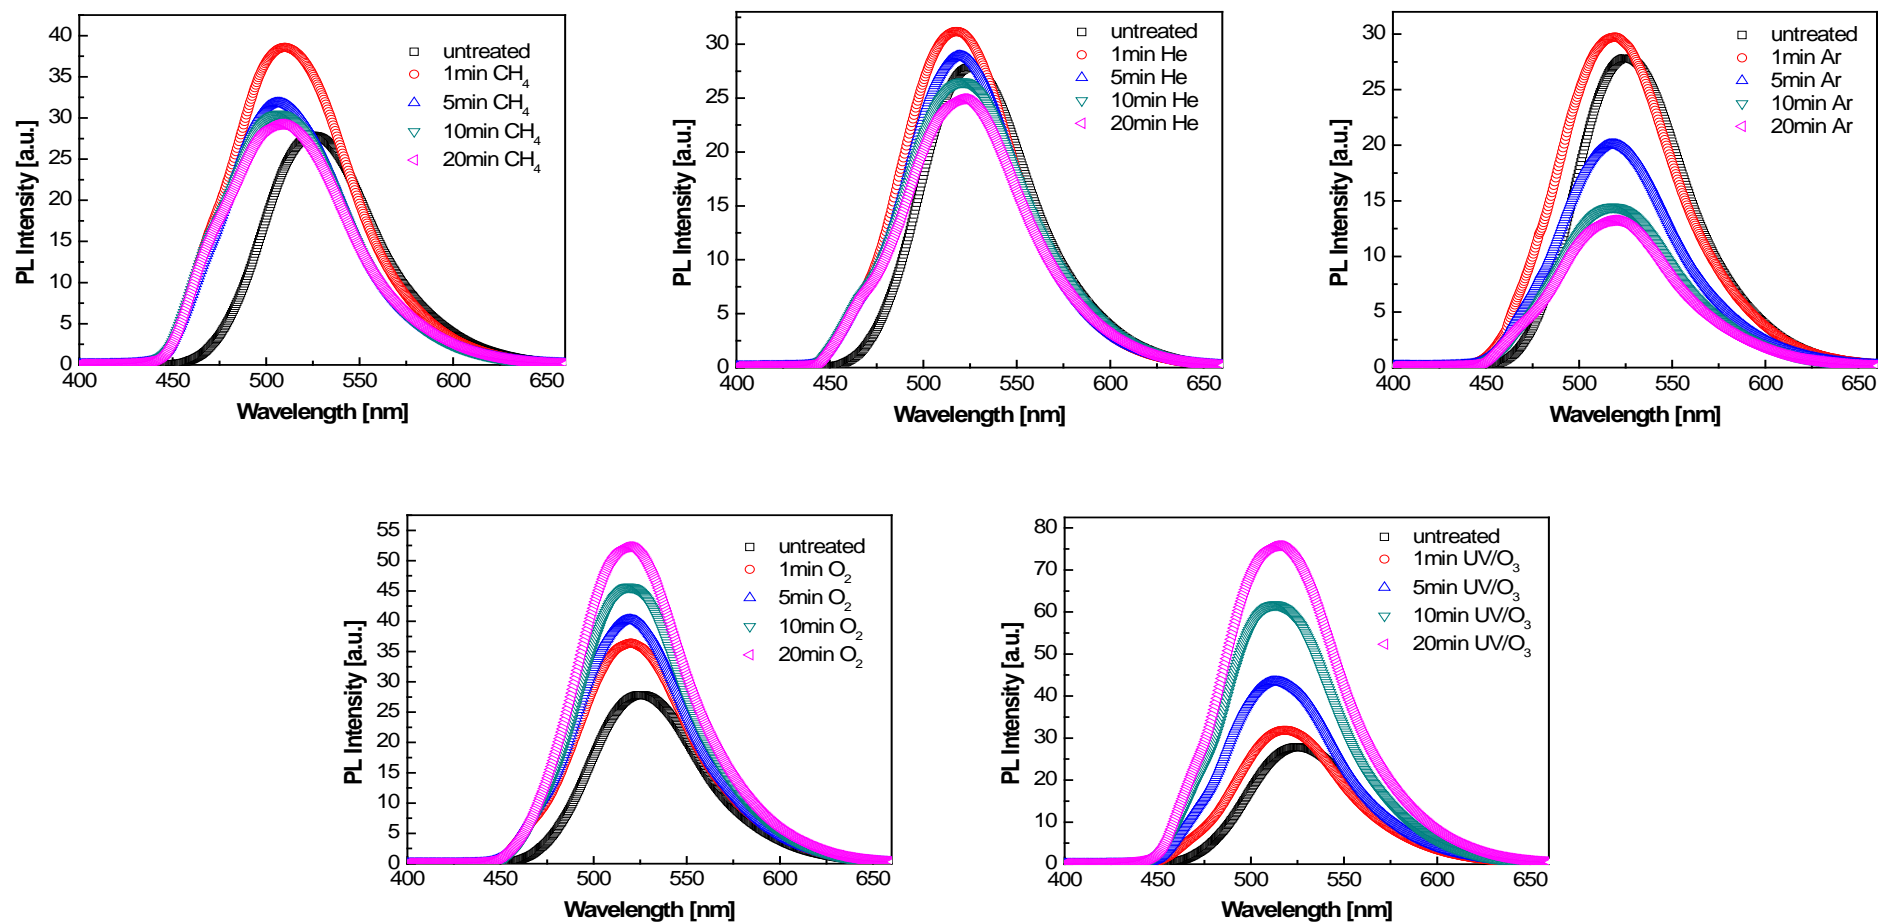 40
35
30
25
20
15
10
5
0
400 450 500 550 600 650
PL Intensity [a.u.]
Wavelength [nm]
untreated
1min CH4
5min CH4
10min CH4
20min CH4
30
25
20
15
10
5
0
400 450 500 550 600 650
PL Intensity [a.u.]
Wavelength [nm]
untreated
1min He
5min He
10min He
20min He
30
25
20
15
10
5
0
400 450 500 550 600 650
PL Intensity [a.u.]
Wavelength [nm]
untreated
1min Ar
5min Ar
10min Ar
20min Ar
55
50
45
40
35
30
25
20
15
10
5
0
400 450 500 550 600 650
PL Intensity [a.u.]
Wavelength [nm]
untreated
1min O2
5min O2
10min O2
20min O2
80
70
60
50
40
30
20
10
0
400 450 500 550 600 650
PL Intensity [a.u.]
Wavelength [nm]
untreated
1min UV/O3
5min UV/O3
10min UV/O3
20min UV/O3